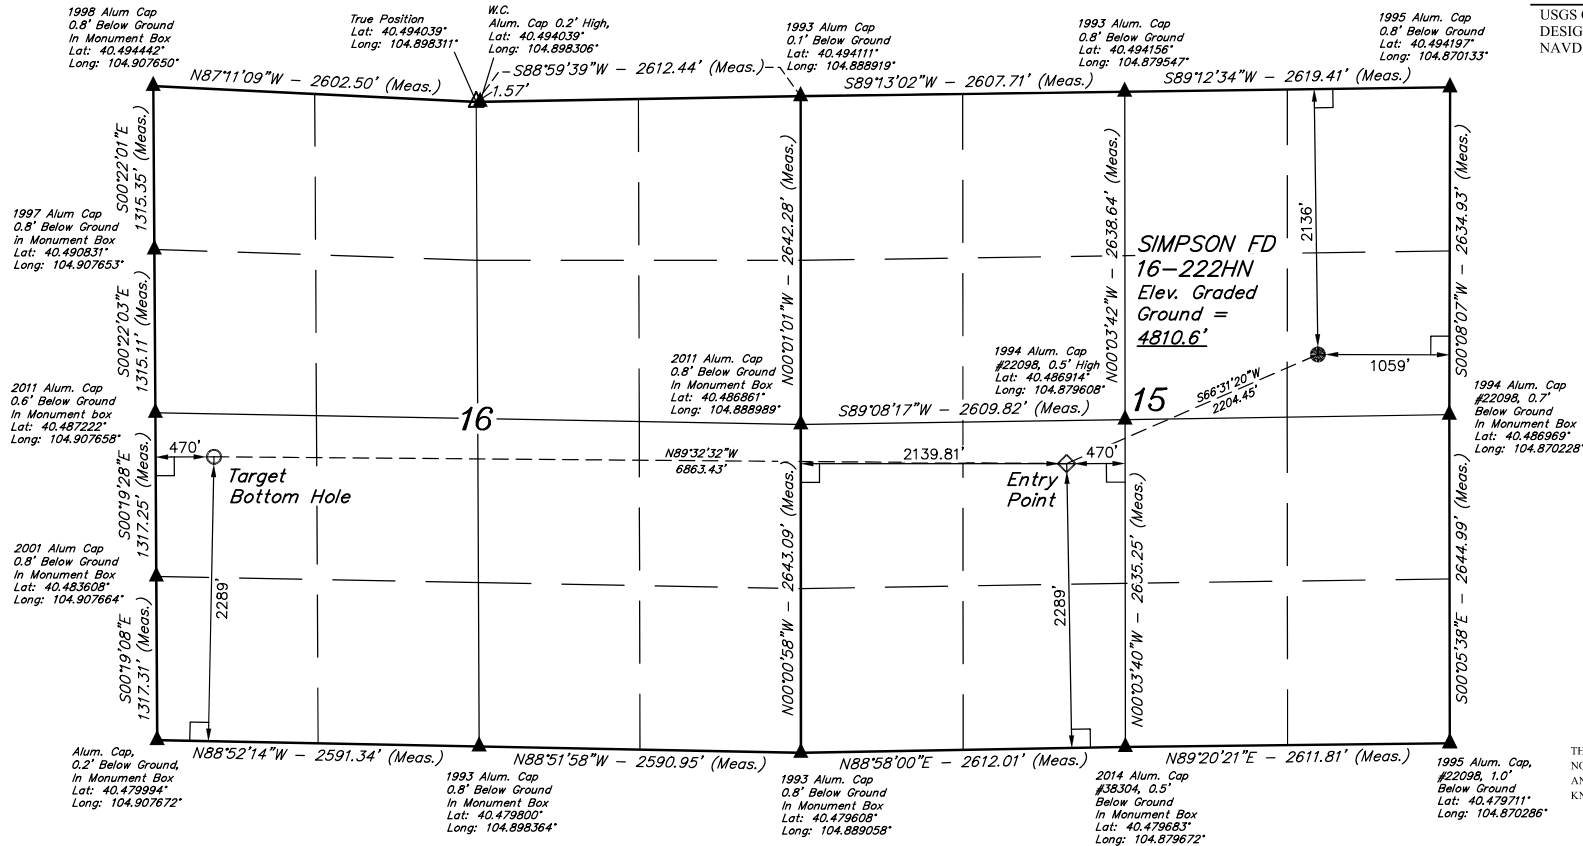 1998 Alum Cap
0.8' Below Ground
In Monument Box
Lat: 40.494442°
Long: 104.907650°
True Position
Lat: 40.494039°
Long: 104.898311°
W.C.
Alum. Cap 0.2' High,
Lat: 40.494039°
Long: 104.898306°
1993 Alum. Cap
0.1' Below Ground
Lat: 40.494111°
Long: 104.888919°
1993 Alum. Cap
0.8' Below Ground
Lat: 40.494156°
Long: 104.879547°
1995 Alum. Cap
0.8' Below Ground
Lat: 40.494197°
Long: 104.870133°
USGS
DESIG
NAVD
N87°11'09"W - 2602.50' (Meas.)
S88°59'39"W - 2612.44' (Meas.)
1.57'
S89°13'02"W - 2607.71' (Meas.)
S89°12'34"W - 2619.41' (Meas.)
S00°22'01"E
1315.35' (Meas.)
1997 Alum Cap
0.8' Below Ground
in Monument Box
Lat: 40.490831°
Long: 104.907653°
S00°22'03"E
1315.11' (Meas.)
N00°01'01"W - 2642.28' (Meas.)
N00°03'42"W - 2638.64' (Meas.)
SIMPSON FD
16-222HN
Elev. Graded
Ground =
4810.6'
2136'
1059'
S00°08'07"W - 2634.93' (Meas.)
2011 Alum. Cap
0.6' Below Ground
In Monument box
Lat: 40.487222°
Long: 104.907658°
2011 Alum. Cap
0.8' Below Ground
In Monument Box
Lat: 40.486861°
Long: 104.888989°
1994 Alum. Cap
#22098, 0.5' High
Lat: 40.486914°
Long: 104.879608°
S66°31'20"W
2204.45'
1994 Alum. Cap
#22098, 0.7'
Below Ground
In Monument Box
Lat: 40.486969°
Long: 104.870228°
16
S89°08'17"W - 2609.82' (Meas.)
15
470'
Target
Bottom Hole
N89°32'32"W
6863.43'
2139.81'
470'
Entry
Point
S00°19'28"E
1317.25' (Meas.)
2001 Alum Cap
0.8' Below Ground
In Monument Box
Lat: 40.483608°
Long: 104.907664°
2289'
S00°19'08"E
1317.31' (Meas.)
N00°00'58"W - 2643.09' (Meas.)
2289'
N00°03'40"W - 2635.25' (Meas.)
S00°05'38"E - 2644.99' (Meas.)
N88°52'14"W - 2591.34' (Meas.)
N88°51'58"W - 2590.95' (Meas.)
N88°58'00"E - 2612.01' (Meas.)
N89°20'21"E - 2611.81' (Meas.)
Alum. Cap,
0.2' Below Ground,
In Monument Box
Lat: 40.479994°
Long: 104.907672°
1993 Alum. Cap
0.8' Below Ground
In Monument Box
Lat: 40.479800°
Long: 104.898364°
1993 Alum. Cap
0.8' Below Ground
In Monument Box
Lat: 40.479608°
Long: 104.889058°
2014 Alum. Cap
#38304, 0.5'
Below Ground
In Monument Box
Lat: 40.479683°
Long: 104.879672°
1995 Alum. Cap,
#22098, 1.0'
Below Ground
Lat: 40.479711°
Long: 104.870286°
TH
NO
AN
KN